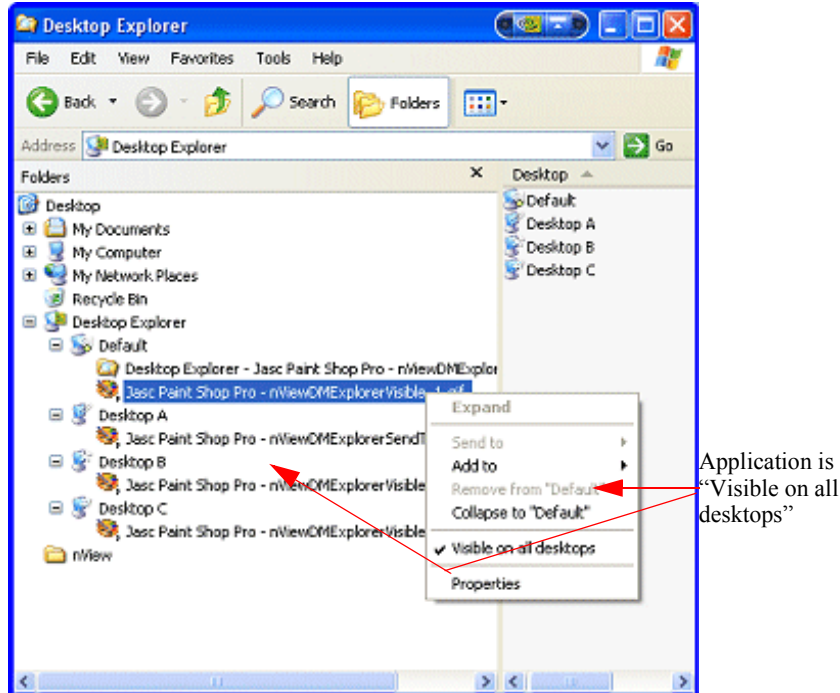 Desktop Explorer
File Edit View Favorites Tools Help
Back Search Folders
Address Desktop Explorer Go
Folders
Desktop
My Documents
My Computer
My Network Places
Recycle Bin
Desktop Explorer
Default
Desktop Explorer - Jasc Paint Shop Pro - nViewDMExplor
Jasc Paint Shop Pro - nViewDMExplorerVisible_1.gif
Desktop A
Jasc Paint Shop Pro - nViewDMExplorerSendT
Desktop B
Jasc Paint Shop Pro - nViewDMExplorerVisible
Desktop C
Jasc Paint Shop Pro - nViewDMExplorerVisible
nView
Desktop
Default
Desktop A
Desktop B
Desktop C
Expand
Send to
Add to
Remove from "Default"
Collapse to "Default"
Visible on all desktops
Properties
Application is
“Visible on all
desktops”